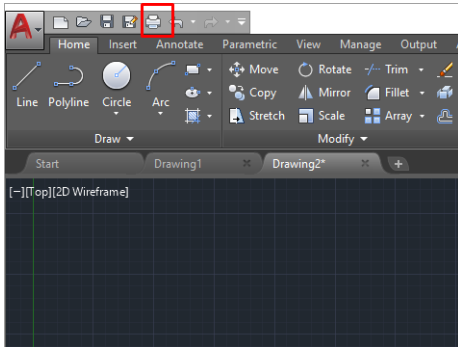 A
Home Insert Annotate Parametric View Manage Output
Line Polyline Circle Arc
Move Rotate Trim
Copy Mirror Fillet
Stretch Scale Array
Draw Modify
Start Drawing1 Drawing2* +
[−][Top][2D Wireframe]